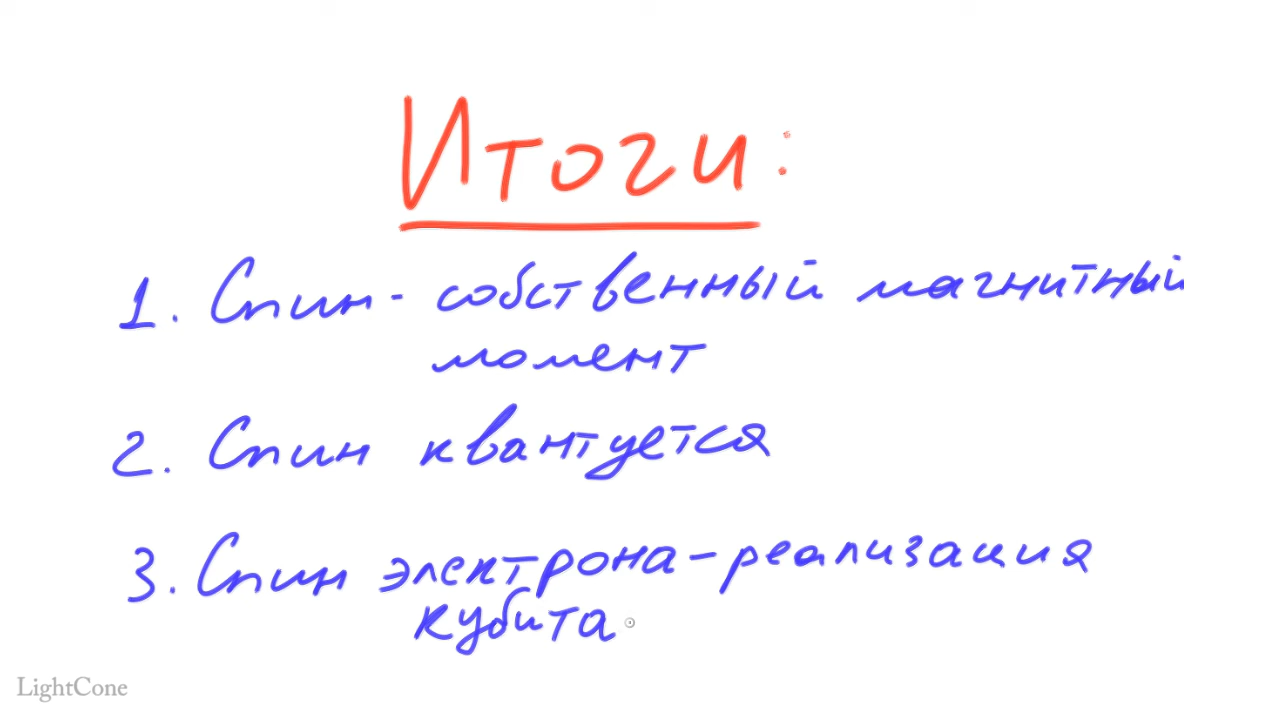 Итоги:
1. Спин - собственный магнитный
момент
2. Спин квантуется
3. Спин электрона - реализация
кубита
LightCone